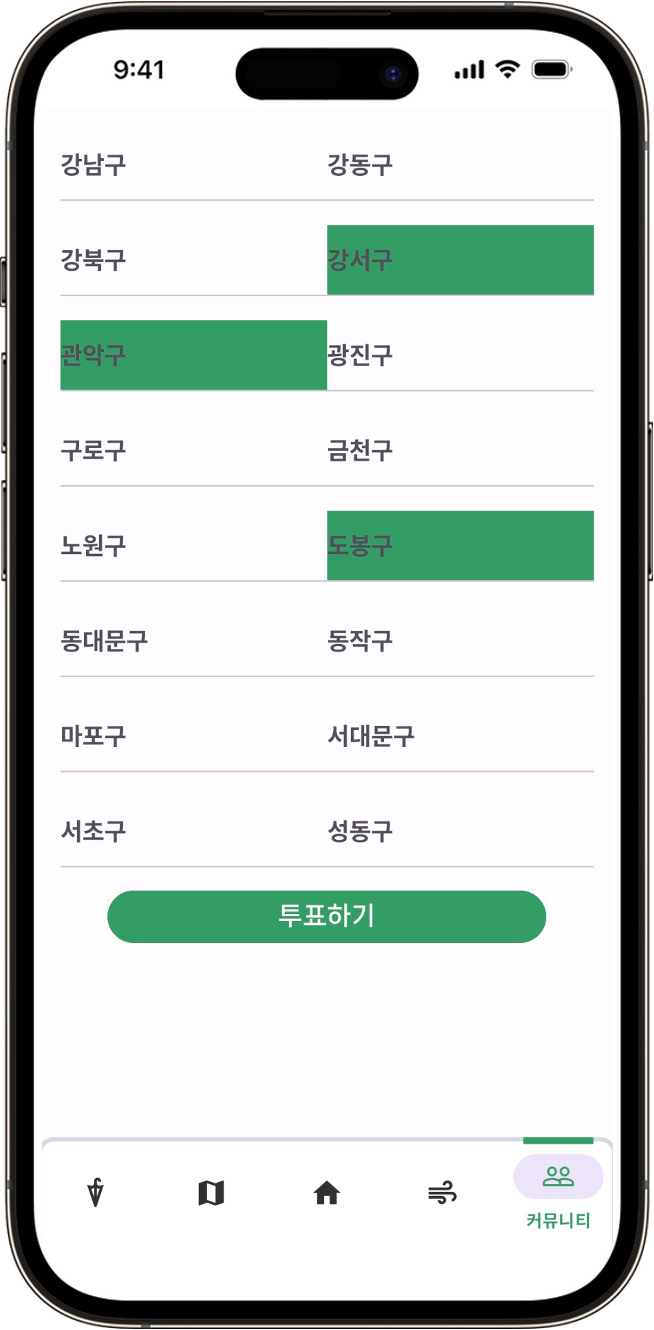 9:41
강남구 강동구
강북구 강서구
관악구 광진구
구로구 금천구
노원구 도봉구
동대문구 동작구
마포구 서대문구
서초구 성동구
투표하기
커뮤니티